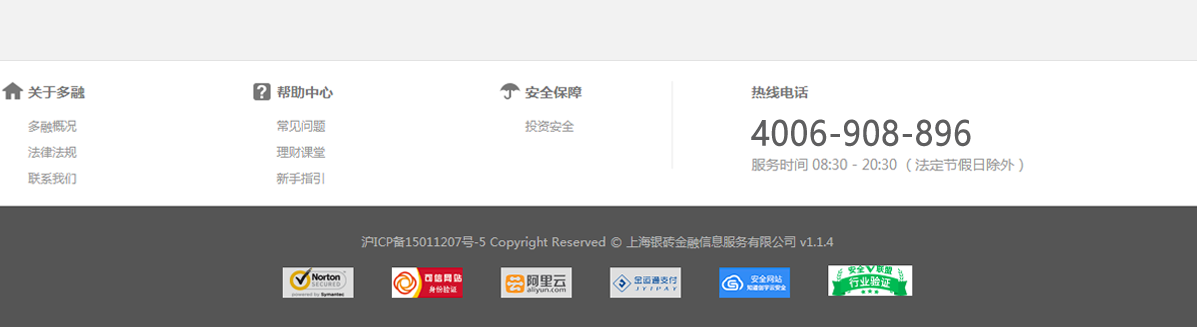 关于多融
多融概况
法律法规
联系我们
帮助中心
常见问题
理财课堂
新手指引
安全保障
投资安全
热线电话
4006-908-896
服务时间 08:30 - 20:30 ( 法定节假日除外 )
沪ICP备15011207号-5 Copyright Reserved © 上海银砖金融信息服务有限公司 v1.1.4
Norton
SECURED
powered by Symantec
可信网站
身份验证
阿里云
aliyun.com
金运通支付
JYTPAY
安全网站
知道创宇云安全
安全联盟
行业验证